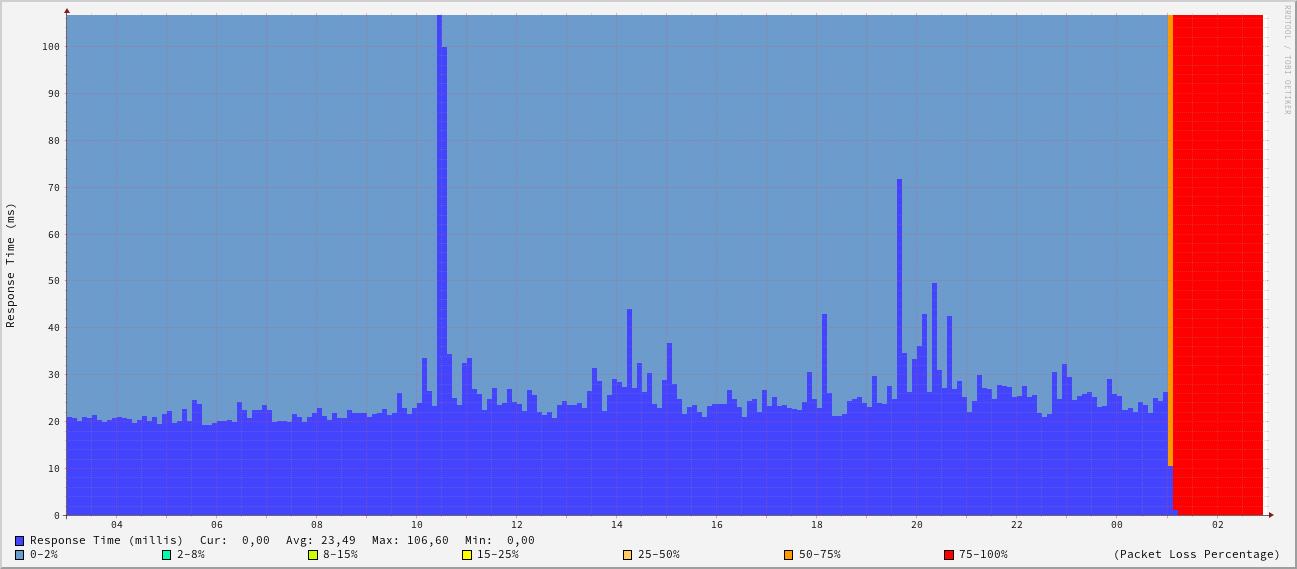 RRDTOOL / TOBI OETIKER
Response Time (ms)
100
90
80
70
60
50
40
30
20
10
0
04 06 08 10 12 14 16 18 20 22 00 02
Response Time (millis) Cur: 0,00 Avg: 23,49 Max: 106,60 Min: 0,00
0-2% 2-8% 8-15% 15-25% 25-50% 50-75% 75-100% (Packet Loss Percentage)